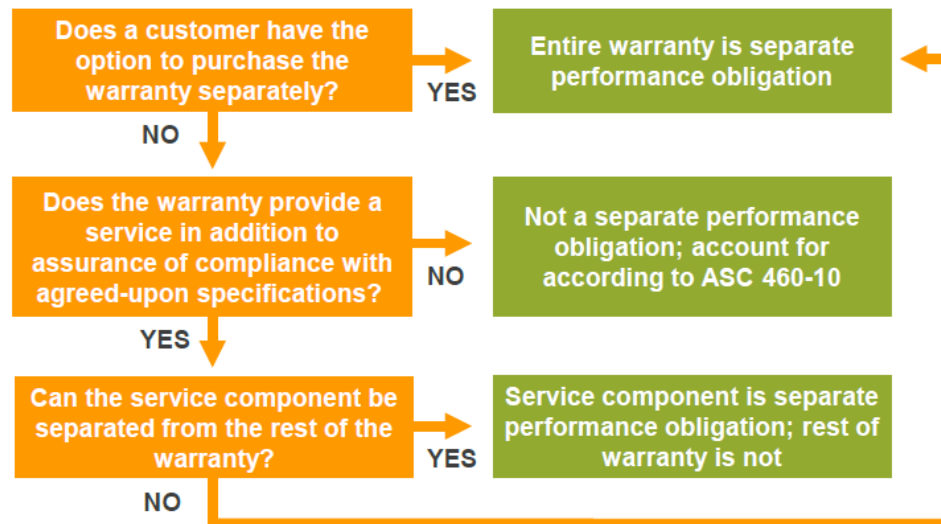 Does a customer have the
option to purchase the
warranty separately?
YES
Entire warranty is separate
performance obligation
NO
Does the warranty provide a
service in addition to
assurance of compliance with
agreed-upon specifications?
NO
Not a separate performance
obligation; account for
according to ASC 460-10
YES
Can the service component be
separated from the rest of the
warranty?
YES
Service component is separate
performance obligation; rest of
warranty is not
NO